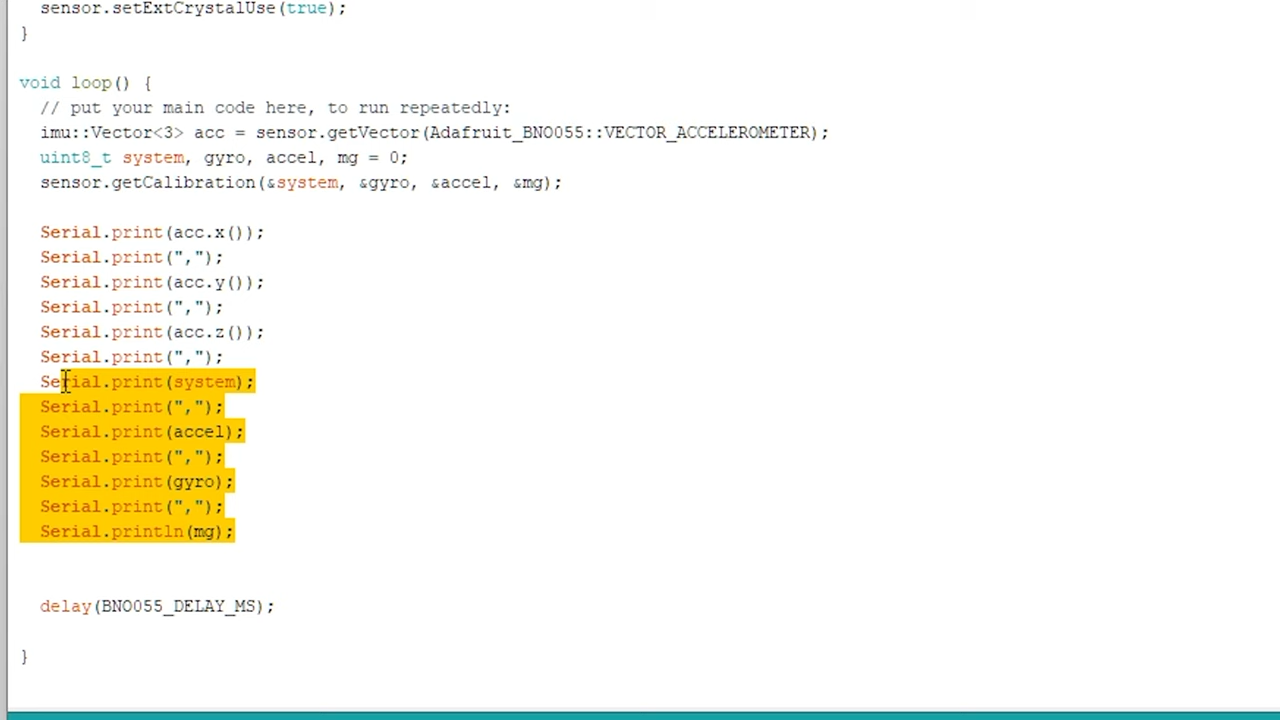 sensor.setExtCrystalUse(true);
}
void loop() {
// put your main code here, to run repeatedly:
imu::Vector<3> acc = sensor.getVector(Adafruit_BNO055::VECTOR_ACCELEROMETER);
uint8_t system, gyro, accel, mg = 0;
sensor.getCalibration(&system, &gyro, &accel, &mg);
Serial.print(acc.x());
Serial.print(",");
Serial.print(acc.y());
Serial.print(",");
Serial.print(acc.z());
Serial.print(",");
Serial.print(system);
Serial.print(",");
Serial.print(accel);
Serial.print(",");
Serial.print(gyro);
Serial.print(",");
Serial.println(mg);
delay(BNO055_DELAY_MS);
}